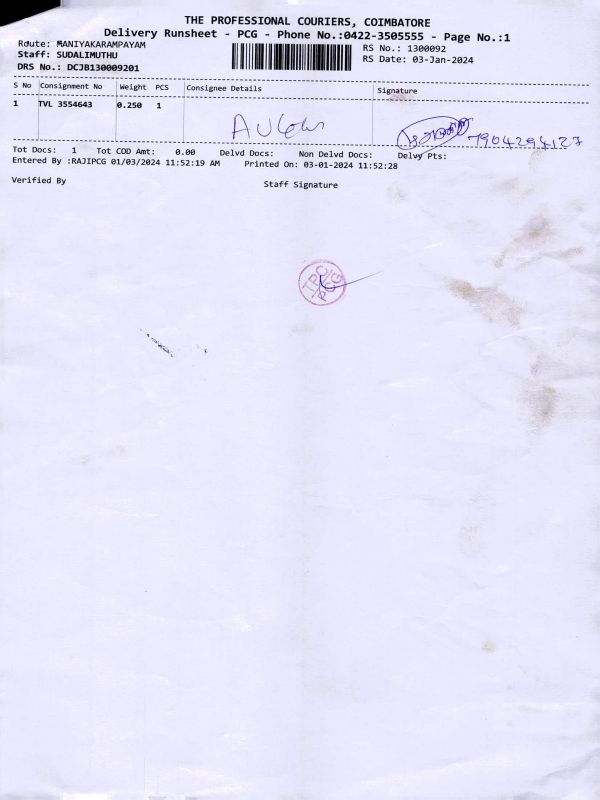 THE PROFESSIONAL COURIERS, COIMBATORE
Delivery Runsheet - PCG - Phone No.:0422-3505555 - Page No.:1
Route: MANIYAKARAMPAYAM RS No.: 1300092
Staff: SUDALIMUTHU RS Date: 03-Jan-2024
DRS No.: DCJB130009201
S No Consignment No Weight PCS Consignee Details Signature
1 TVL 3554643 0.250 1
7904294127
Tot Docs: 1 Tot COD Amt: 0.00 Delvd Docs: Non Delvd Docs: Delvy Pts:
Entered By :RAJIPCG 01/03/2024 11:52:19 AM Printed On: 03-01-2024 11:52:28
Verified By Staff Signature
TPC
PCG